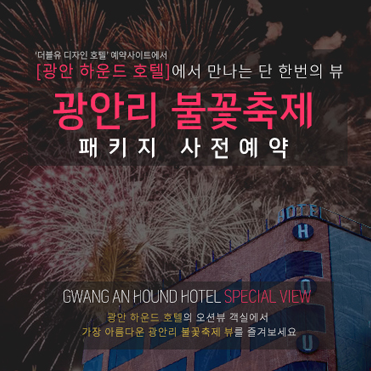 '더블유 디자인 호텔' 예약사이트에서
[광안 하운드 호텔]에서 만나는 단 한번의 뷰
광안리 불꽃축제
패키지 사전예약
HOTEL
HOU
GWANG AN HOUND HOTEL SPECIAL VIEW
광안 하운드 호텔의 오션뷰 객실에서
가장 아름다운 광안리 불꽃축제 뷰를 즐겨보세요